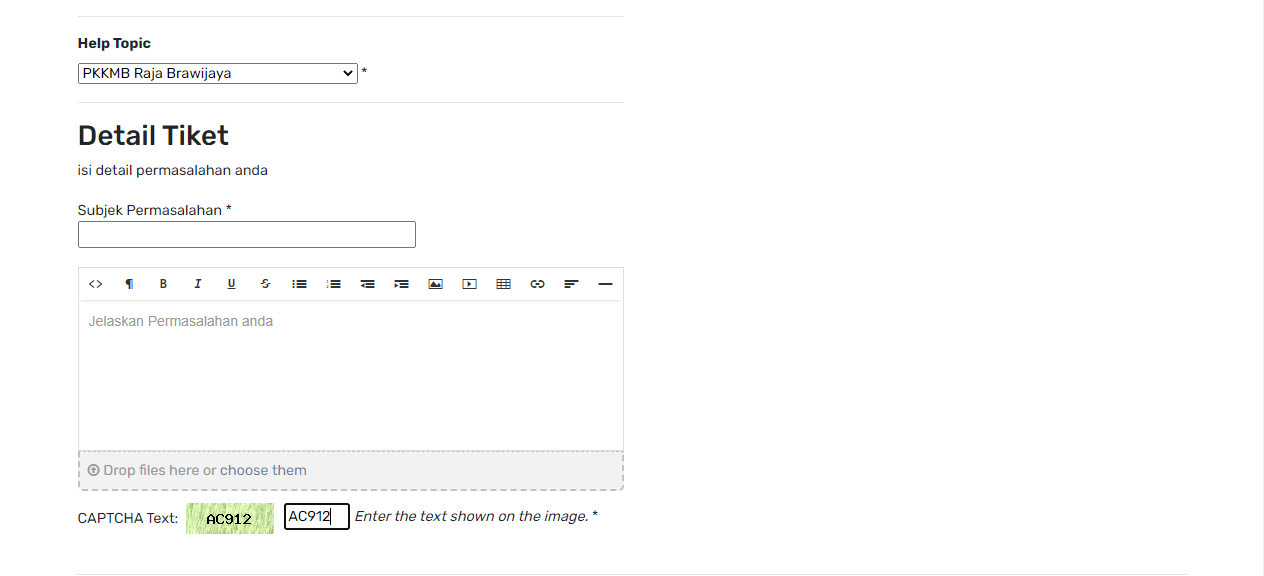 Help Topic
PKKMB Raja Brawijaya *
Detail Tiket
isi detail permasalahan anda
Subjek Permasalahan *
Jelaskan Permasalahan anda
Drop files here or choose them
CAPTCHA Text: AC912 AC912 Enter the text shown on the image. *